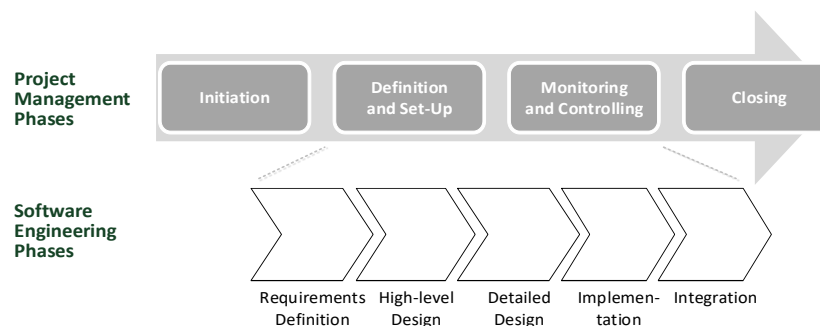 Project
Management
Phases
Initiation
Definition
and Set-Up
Monitoring
and Controlling
Closing
Software
Engineering
Phases
Requirements
Definition
High-level
Design
Detailed
Design
Implemen-
tation
Integration